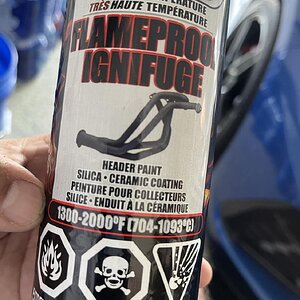 TRÈS HAUTE TEMPÉRATURE
FLAMEPROOF
IGNIFUGE
HEADER PAINT
SILICA • CERAMIC COATING
PEINTURE POUR COLLECTEURS
SILICE • ENDUIT À LA CÉRAMIQUE
1300-2000°F (704-1093°C)